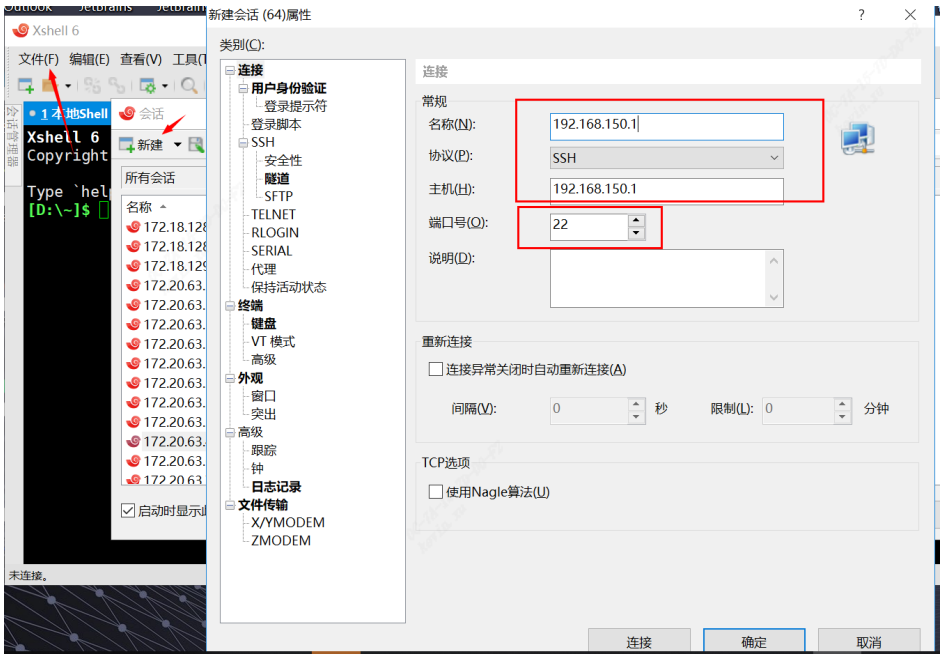 Outlook JetBrains JetBrain
Xshell 6
文件(F) 编辑(E) 查看(V) 工具(T
会话管理器
1 本地Shell
Xshell 6
Copyright
Type `help
[D:\~]$
会话
新建
所有会话
名称
172.18.128
172.18.128
172.18.129
172.20.63.
172.20.63.
172.20.63.
172.20.63.
172.20.63.
172.20.63.
172.20.63.
172.20.63.
172.20.63.
172.20.63.
172.20.63
启动时显示此
未连接。
新建会话 (64)属性
?
类别(C):
连接
用户身份验证
登录提示符
登录脚本
SSH
安全性
隧道
SFTP
TELNET
RLOGIN
SERIAL
代理
保持活动状态
终端
键盘
VT 模式
高级
外观
窗口
突出
高级
跟踪
钟
日志记录
文件传输
X/YMODEM
ZMODEM
连接
常规
名称(N): 192.168.150.1
协议(P): SSH
主机(H): 192.168.150.1
端口号(O): 22
说明(D):
重新连接
连接异常关闭时自动重新连接(A)
间隔(V): 0 秒 限制(L): 0 分钟
TCP选项
使用Nagle算法(U)
连接 确定 取消